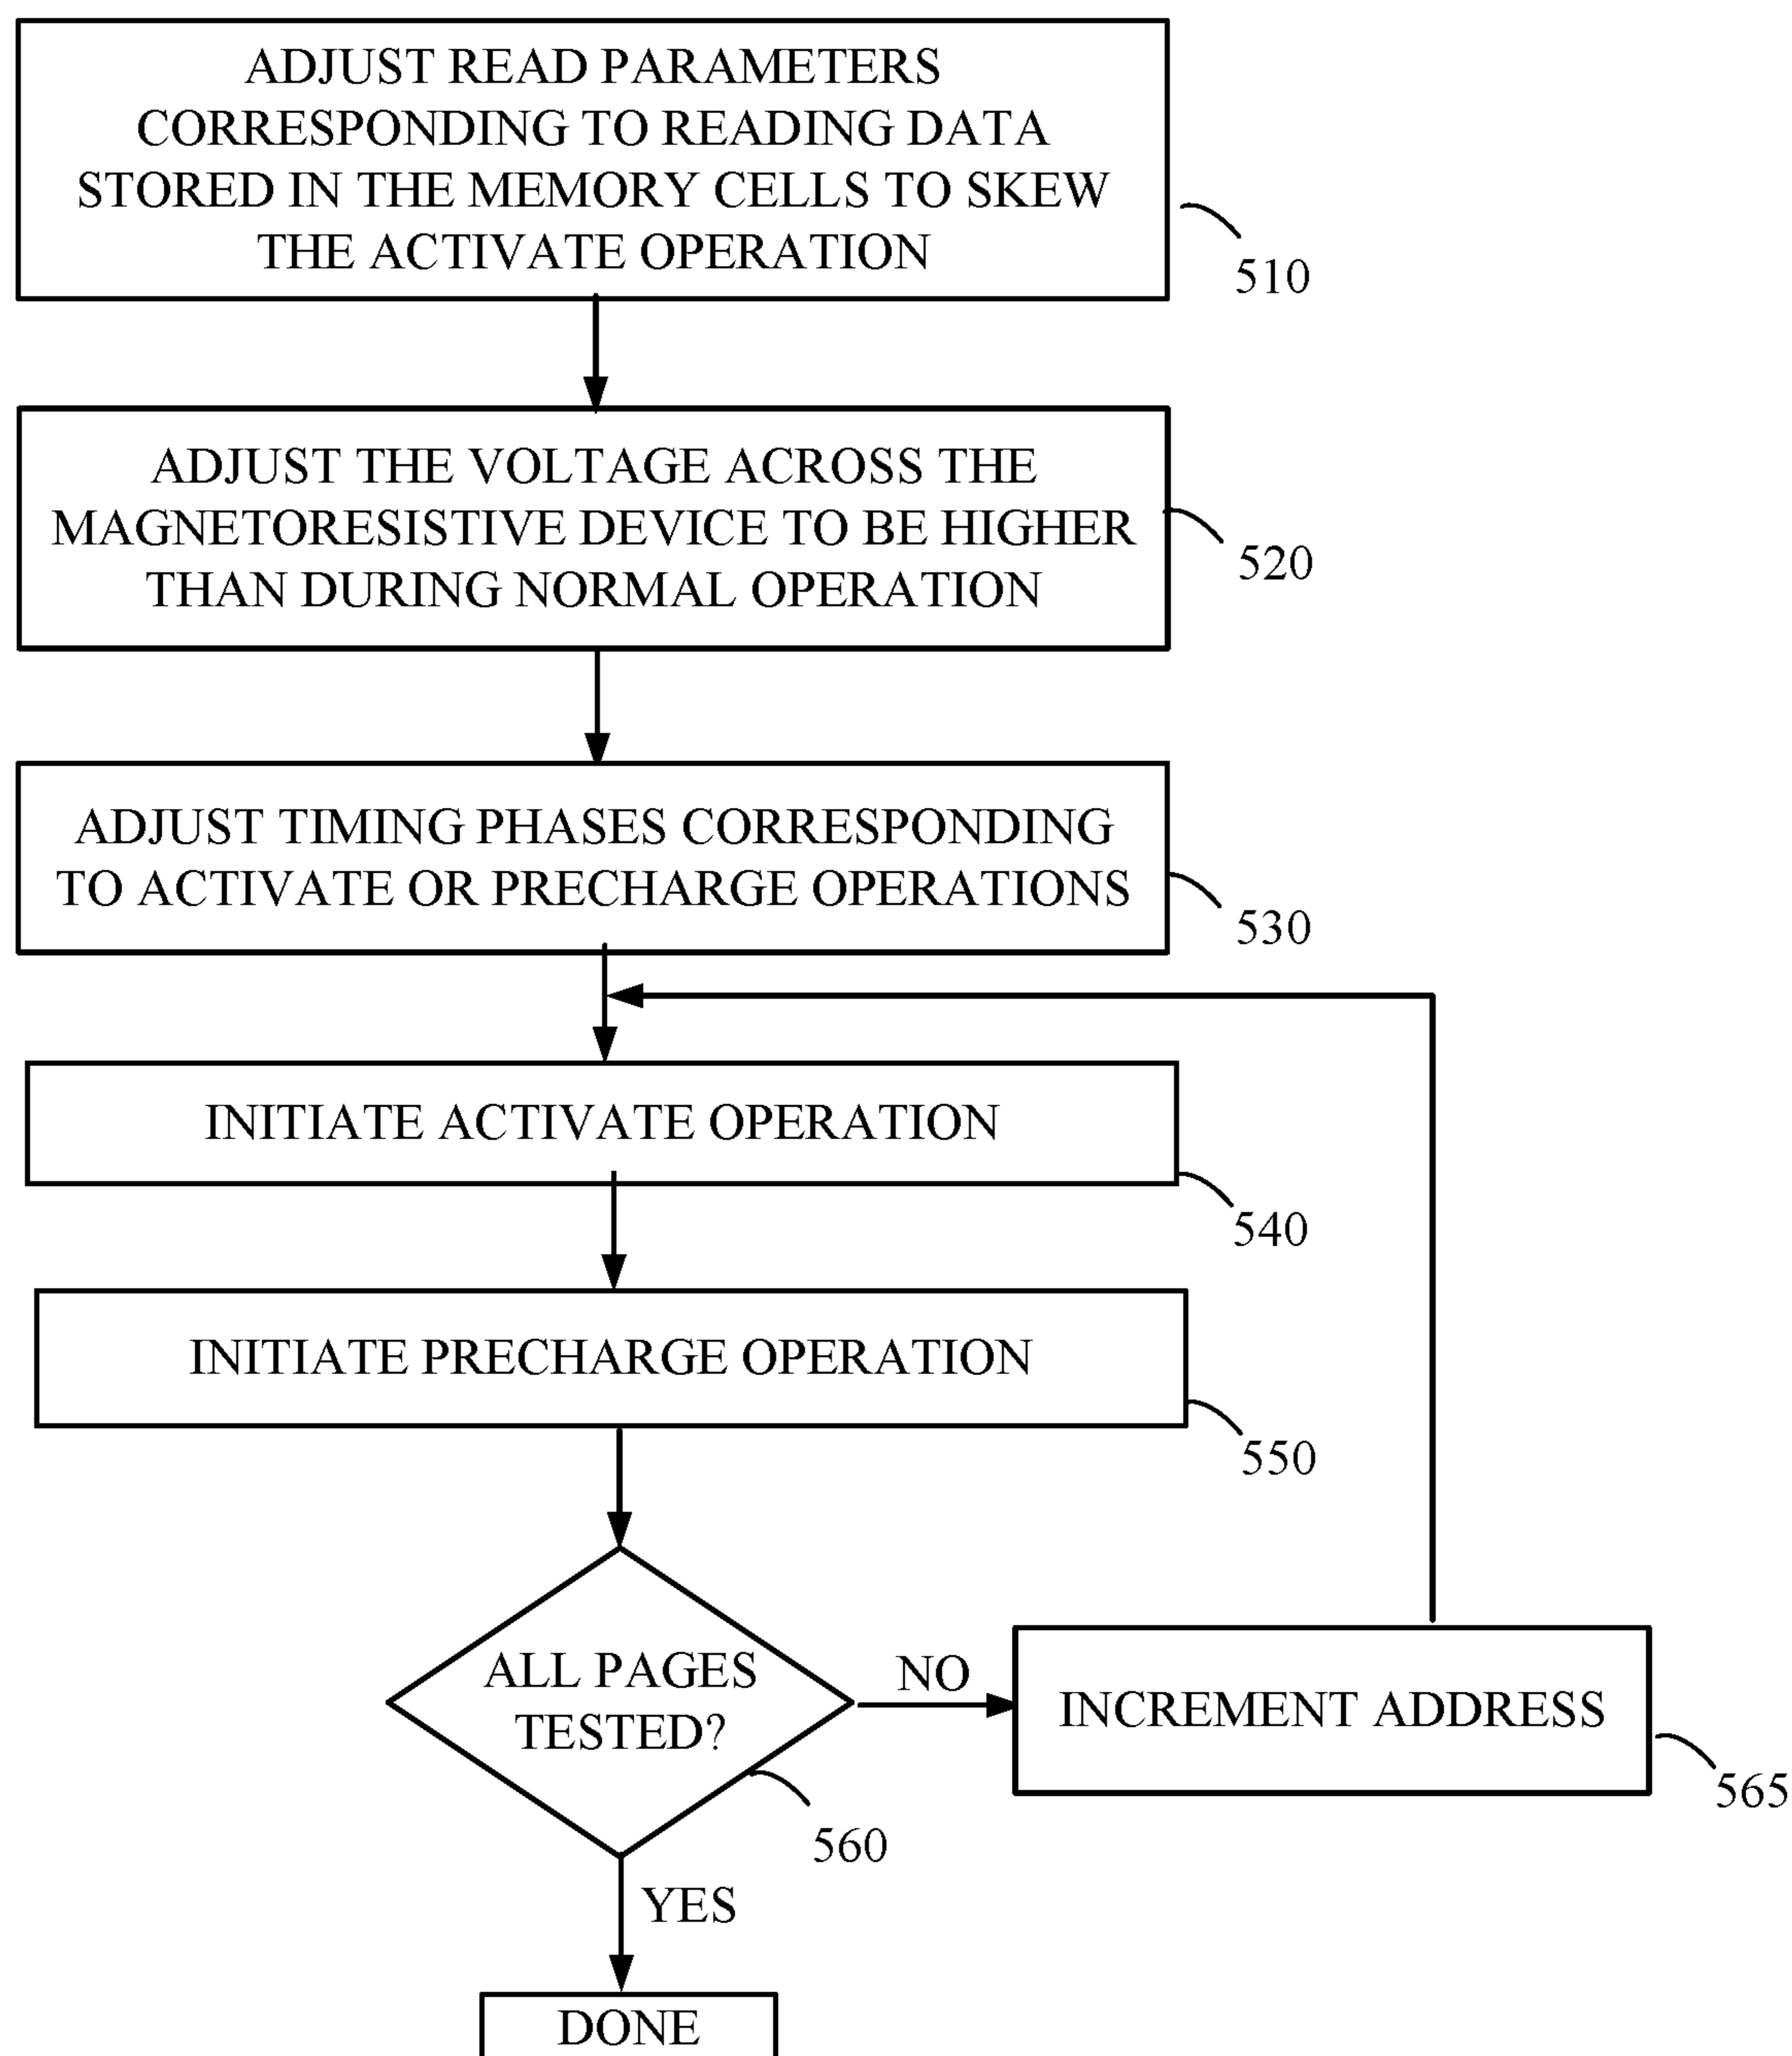 ADJUST READ PARAMETERS
CORRESPONDING TO READING DATA
STORED IN THE MEMORY CELLS TO SKEW
THE ACTIVATE OPERATION
510
ADJUST THE VOLTAGE ACROSS THE
MAGNETORESISTIVE DEVICE TO BE HIGHER
THAN DURING NORMAL OPERATION
520
ADJUST TIMING PHASES CORRESPONDING
TO ACTIVATE OR PRECHARGE OPERATIONS
530
INITIATE ACTIVATE OPERATION
540
INITIATE PRECHARGE OPERATION
550
ALL PAGES
TESTED?
560
NO
INCREMENT ADDRESS
565
YES
DONE